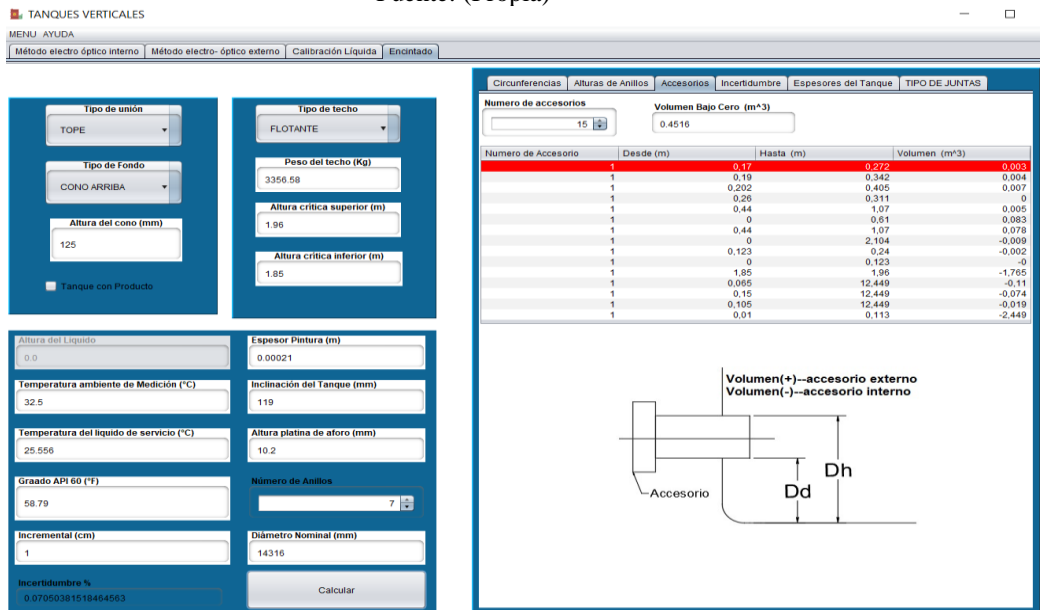 Fuente: (Propia)
TANQUES VERTICALES
MENU AYUDA
Método electro óptico interno Método electro- óptico externo Calibración Líquida Encintado
Tipo de unión
TOPE
Tipo de Fondo
CONO ARRIBA
Altura del cono (mm)
125
Tanque con Producto
Tipo de techo
FLOTANTE
Peso del techo (Kg)
3356.58
Altura critica superior (m)
1.96
Altura critica inferior (m)
1.85
Altura del Liquido
0.0
Espesor Pintura (m)
0.00021
Temperatura ambiente de Medición (°C)
32.5
Inclinación del Tanque (mm)
119
Temperatura del liquido de servicio (°C)
25.556
Altura platina de aforo (mm)
10.2
Graado API 60 (°F)
58.79
Número de Anillos
7
Incremental (cm)
1
Diámetro Nominal (mm)
14316
Incertidumbre %
0.07050381518464563
Calcular
Circunferencias Alturas de Anillos Accesorios Incertidumbre Espesores del Tanque TIPO DE JUNTAS
Numero de accesorios
15
Volumen Bajo Cero (m^3)
0.4516
Numero de Accesorio Desde (m) Hasta (m) Volumen (m^3)
1 0,17 0,272 0,003
1 0,19 0,342 0,004
1 0,202 0,405 0,007
1 0,26 0,311 0
1 0,44 1,07 0,005
1 0 0,61 0,083
1 0,44 1,07 0,078
1 0 2,104 -0,009
1 0,123 0,24 -0,002
1 0 0,123 -0
1 1,85 1,96 -1,765
1 0,065 12,449 -0,11
1 0,15 12,449 -0,074
1 0,105 12,449 -0,019
1 0,01 0,113 -2,449
Volumen(+)--accesorio externo
Volumen(-)--accesorio interno
Dh
Dd
Accesorio